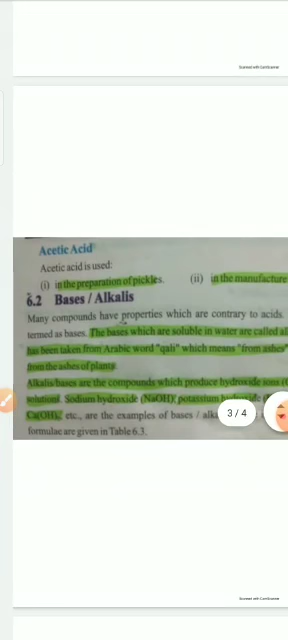 Scanned with CamScanner
Acetic Acid
Acetic acid is used:
(i) in the preparation of pickles. (ii) in the manufacture
6.2 Bases / Alkalis
Many compounds have properties which are contrary to acids.
termed as bases. The bases which are soluble in water are called al
has been taken from Arabic word "qali" which means "from ashes"
from the ashes of plants.
Alkalis/bases are the compounds which produce hydroxide ions (
solution). Sodium hydroxide (NaOH), potassium
Ca(OH), etc., are the examples of bases / alka
3 / 4
formulae are given in Table 6.3.
Scanned with CamScanner